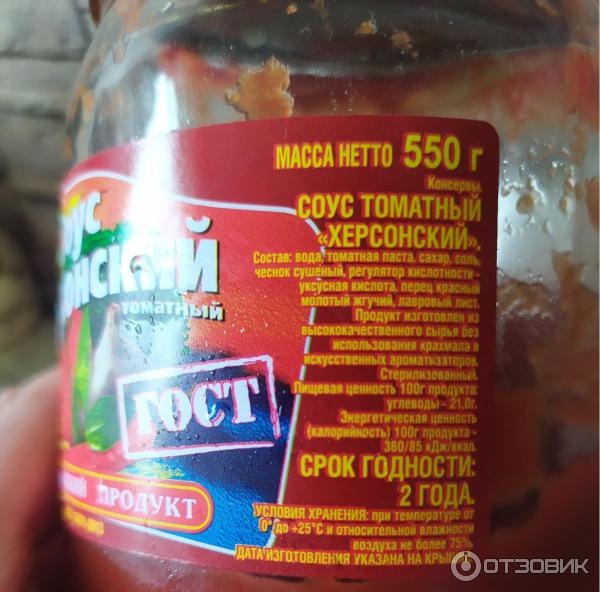 МАССА НЕТТО 550 г
Консервы.
СОУС ТОМАТНЫЙ
«ХЕРСОНСКИЙ».
Состав: вода, томатная паста, сахар, соль,
чеснок сушёный, регулятор кислотности -
уксусная кислота, перец красный
молотый жгучий, лавровый лист.
Продукт изготовлен из
высококачественного сырья без
использования крахмала и
искусственных ароматизаторов.
Стерилизованный.
Пищевая ценность 100г продукта:
углеводы - 21,0г.
Энергетическая ценность
(калорийность) 100г продукта -
360/85 кДж/ккал.
СРОК ГОДНОСТИ:
2 ГОДА.
УСЛОВИЯ ХРАНЕНИЯ: при температуре от
0° до +25°С и относительной влажности
воздуха не более 75%.
ДАТА ИЗГОТОВЛЕНИЯ УКАЗАНА НА КРЫШ
оус
онский
томатный
ГОСТ
ПРОДУКТ
ОТЗОВИК